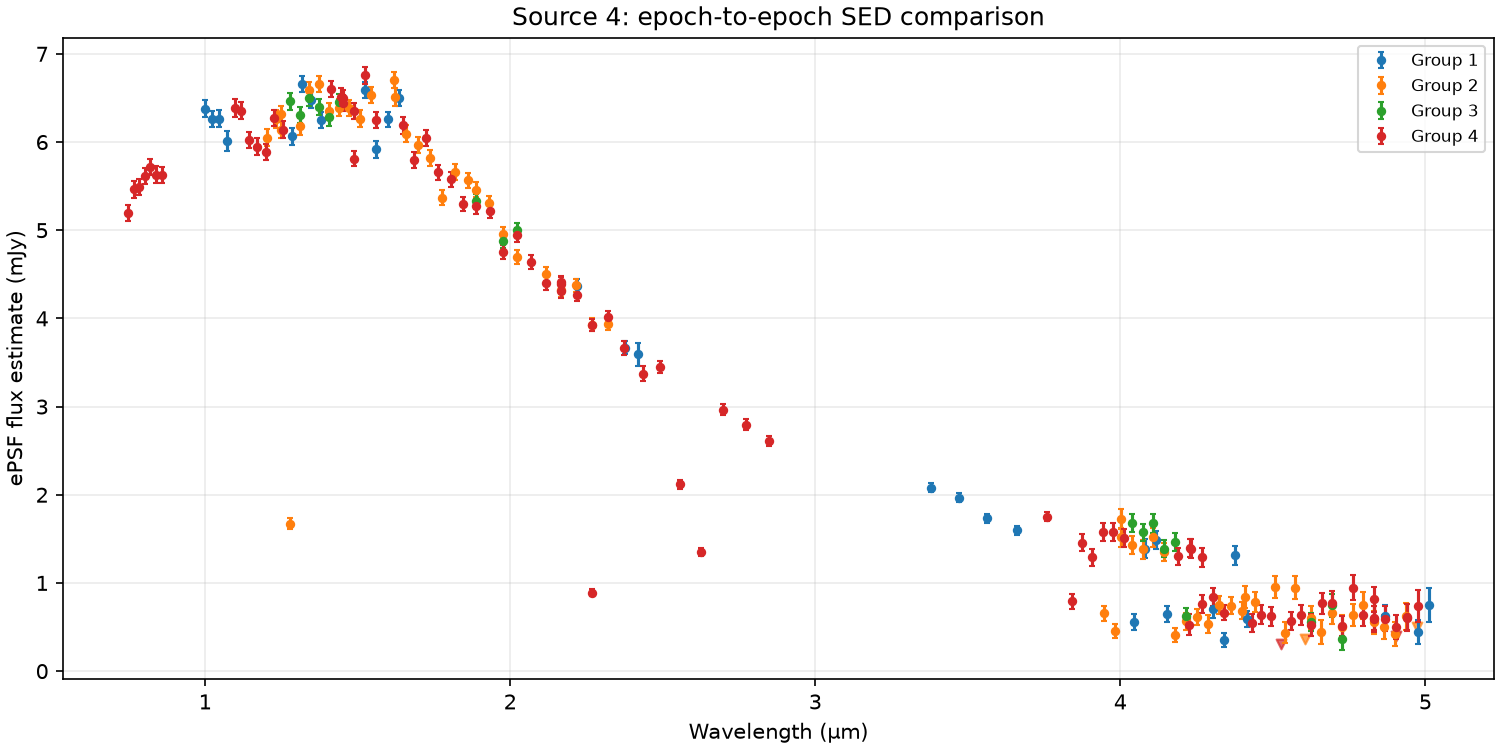 Source 4: epoch-to-epoch SED comparison
ePSF flux estimate (mJy)
7
6
5
4
3
2
1
0
Group 1
Group 2
Group 3
Group 4
1 2 3 4 5
Wavelength (μm)